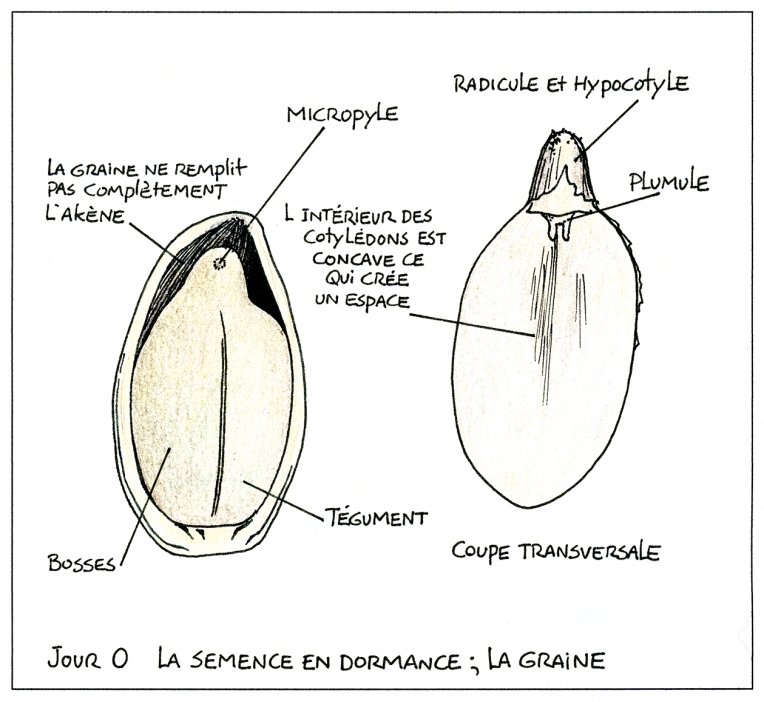 RADICULE Et HYPOCOtYLE
MICROPYLE
LA GRAINE NE REMPLIt
PAS COMPLÈTEMENT
L'AKÈNE
PLUMULE
L INTÉRIEUR DES
COtYLÉDONS EST
CONCAVE CE
QUI CRÉE
UN ESPACE
TÉGUMENT
BOSSES
COUPE TRANSVERSALE
JOUR 0 LA SEMENCE EN DORMANCE : LA GRAINE